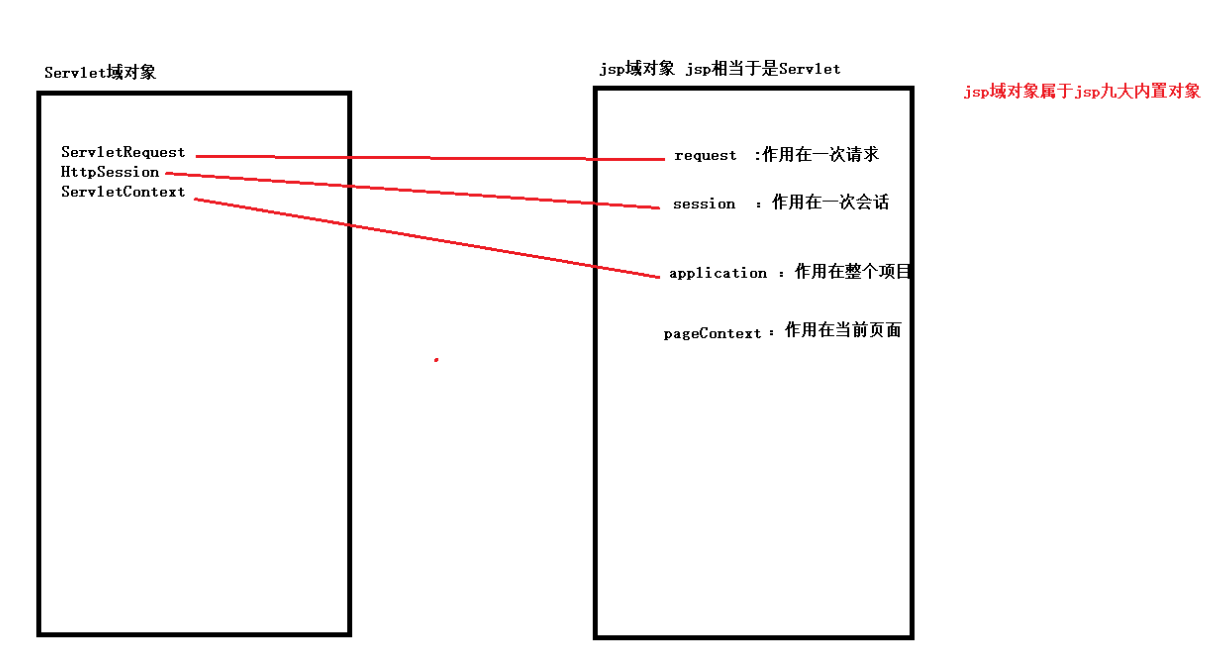 Servlet域对象
ServletRequest
HttpSession
ServletContext
jsp域对象 jsp相当于是Servlet
request :作用在一次请求
session : 作用在一次会话
application : 作用在整个项目
pageContext : 作用在当前页面
jsp域对象属于jsp九大内置对象